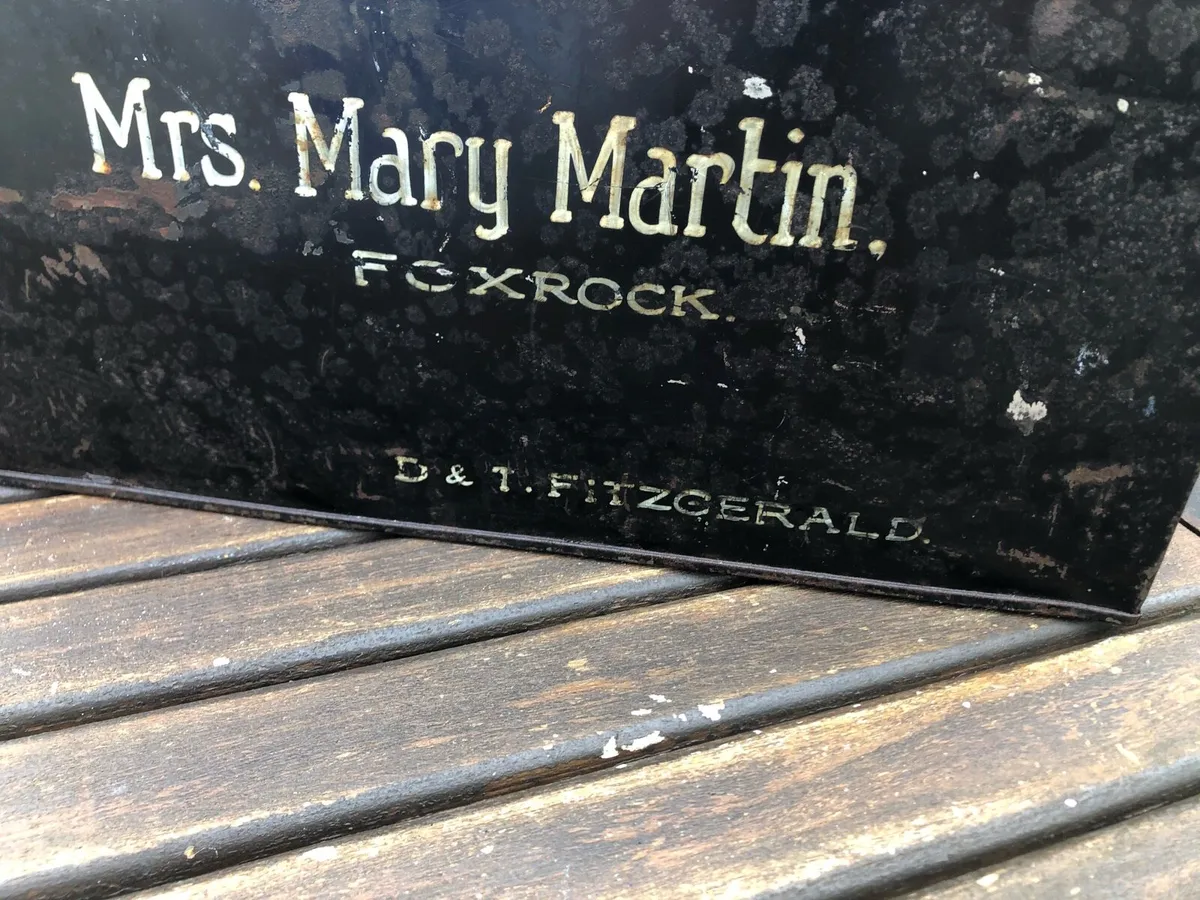 Mrs. Mary Martin,
FOXROCK.
D & T. FITZGERALD.